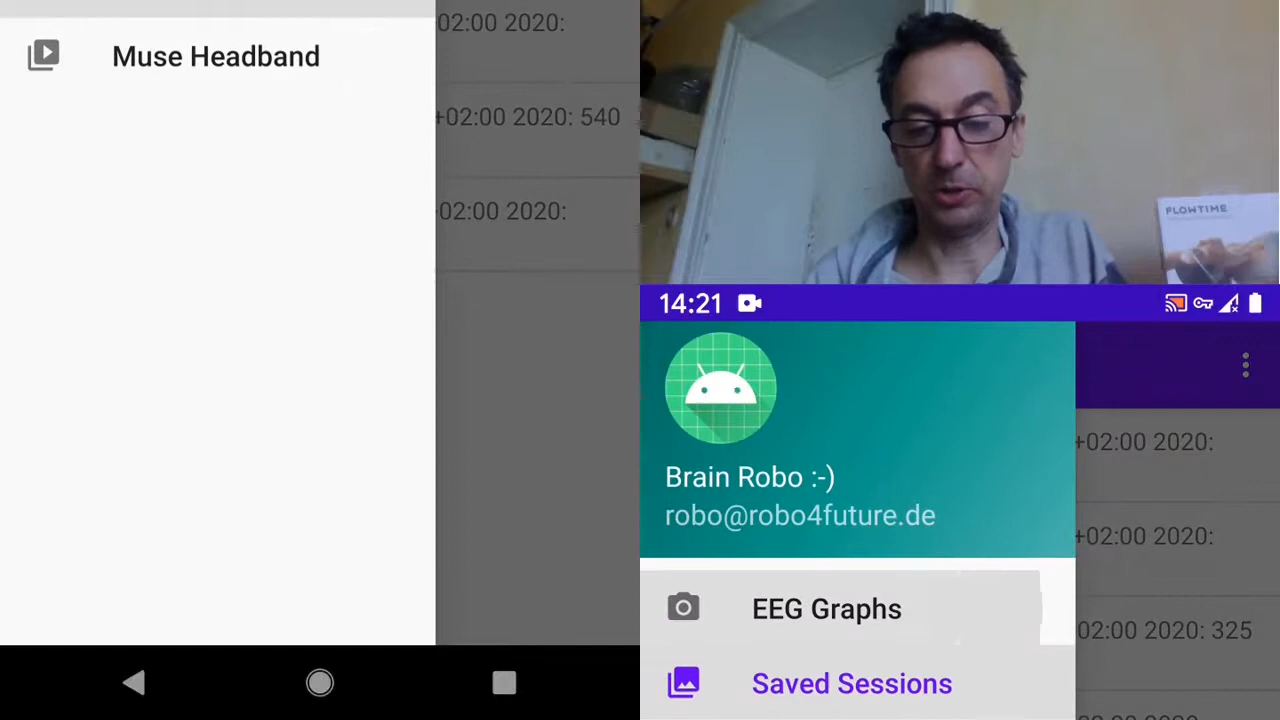 Muse Headband
02:00 2020:
+02:00 2020: 540
02:00 2020:
FLOWTIME
14:21
Brain Robo :-)
robo@robo4future.de
EEG Graphs
Saved Sessions
+02:00 2020:
+02:00 2020:
02:00 2020: 325